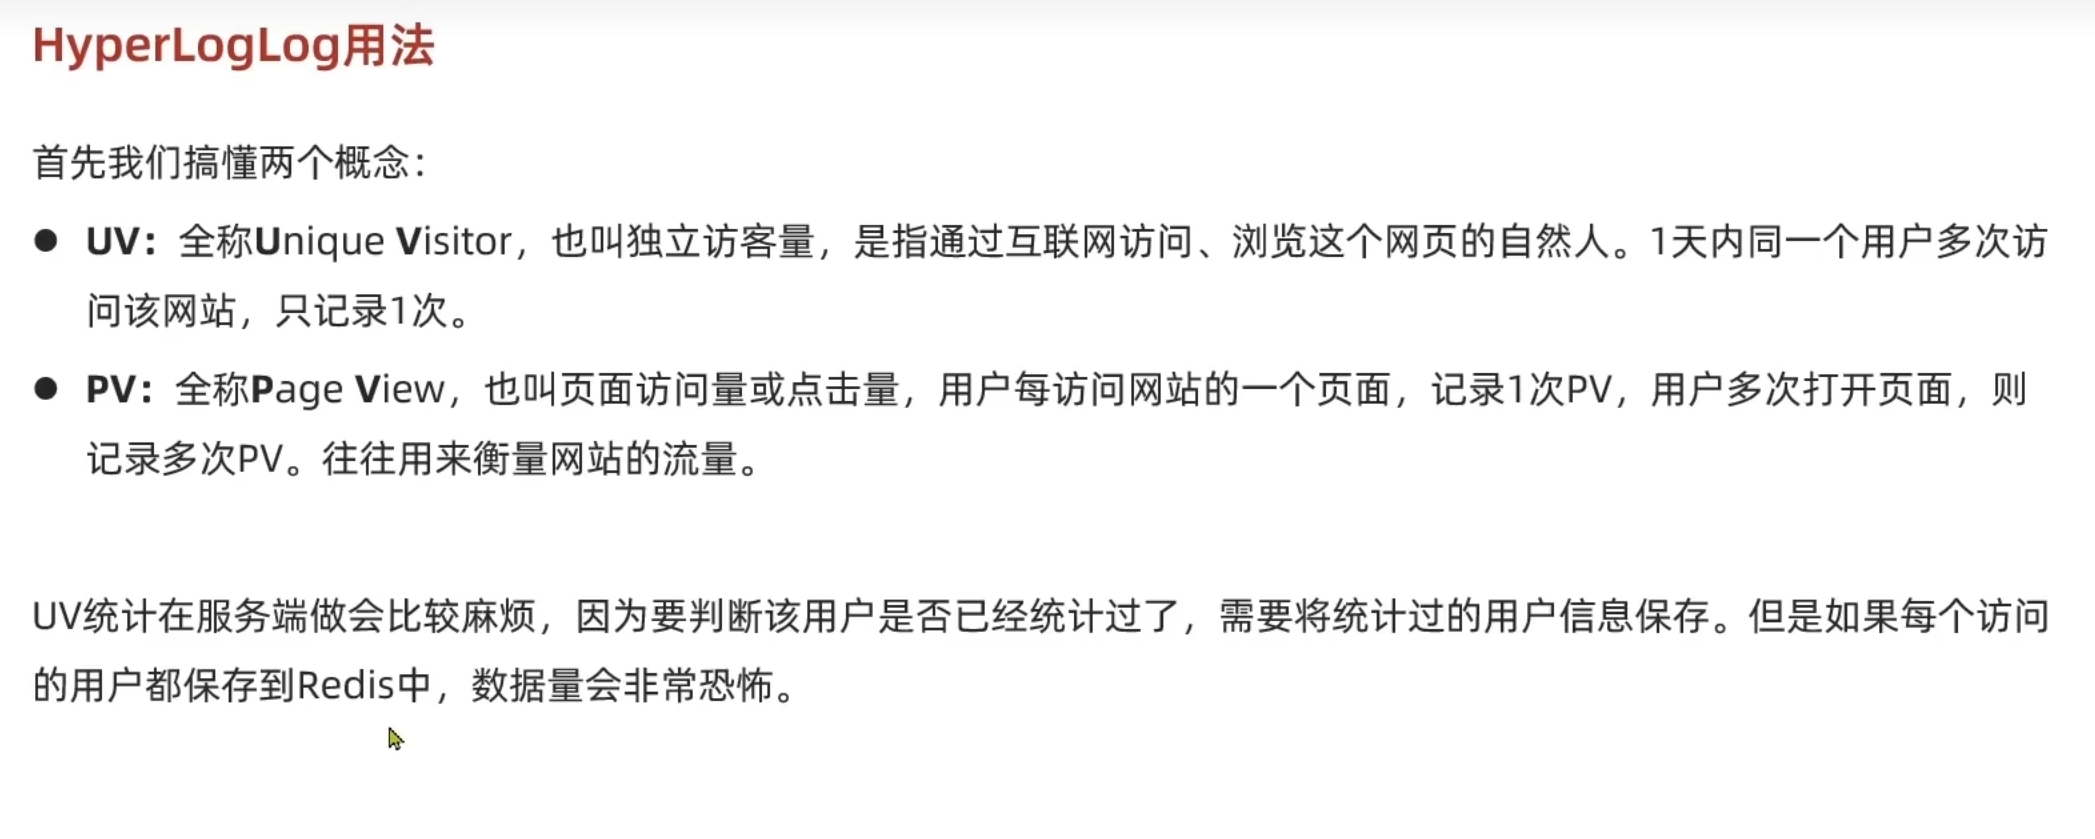 HyperLogLog用法
首先我们搞懂两个概念：
● UV：全称Unique Visitor，也叫独立访客量，是指通过互联网访问、浏览这个网页的自然人。1天内同一个用户多次访
问该网站，只记录1次。
● PV：全称Page View，也叫页面访问量或点击量，用户每访问网站的一个页面，记录1次PV，用户多次打开页面，则
记录多次PV。往往用来衡量网站的流量。
UV统计在服务端做会比较麻烦，因为要判断该用户是否已经统计过了，需要将统计过的用户信息保存。但是如果每个访问
的用户都保存到Redis中，数据量会非常恐怖。